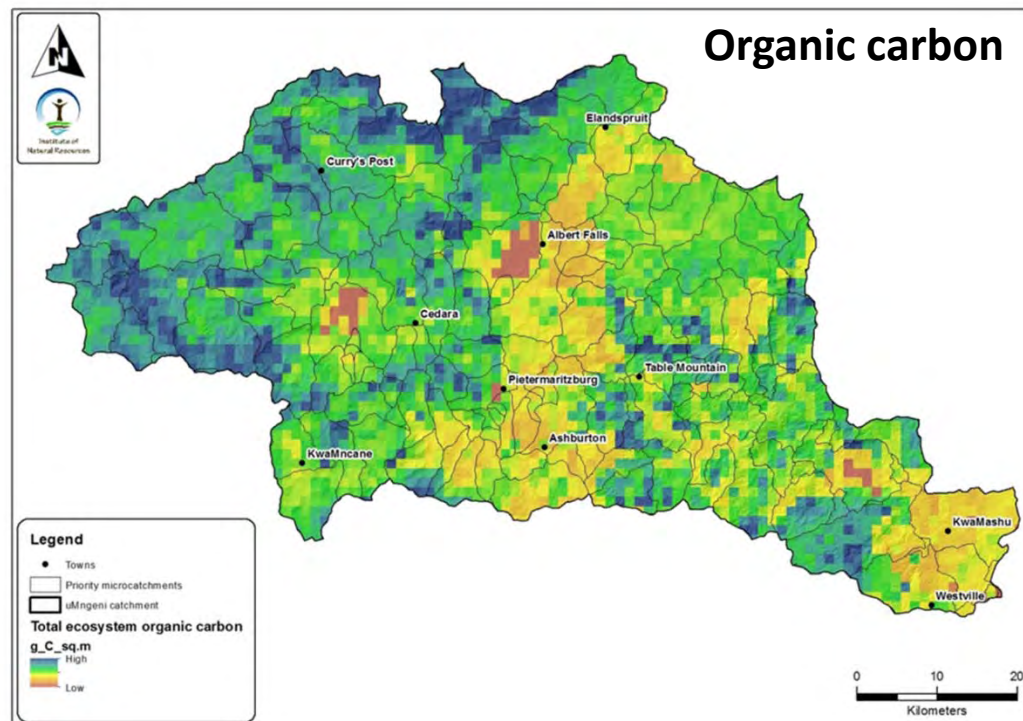 Organic carbon
N
Institute of
Natural Resources
Elandspruit
Curry's Post
Albert Falls
Cedara
Table Mountain
Pietermaritzburg
Ashburton
KwaMncane
KwaMashu
Westville
Legend
Towns
Priority microcatchments
uMngeni catchment
Total ecosystem organic carbon
g_C_sq.m
High
Low
0 10 20
Kilometers